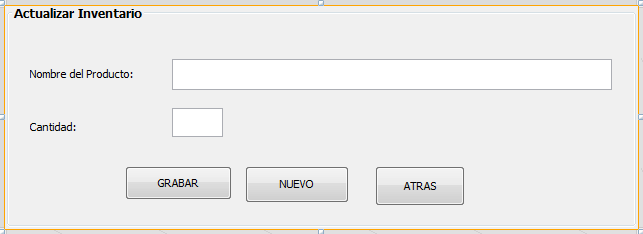 Actualizar Inventario
Nombre del Producto:
Cantidad:
GRABAR NUEVO ATRAS